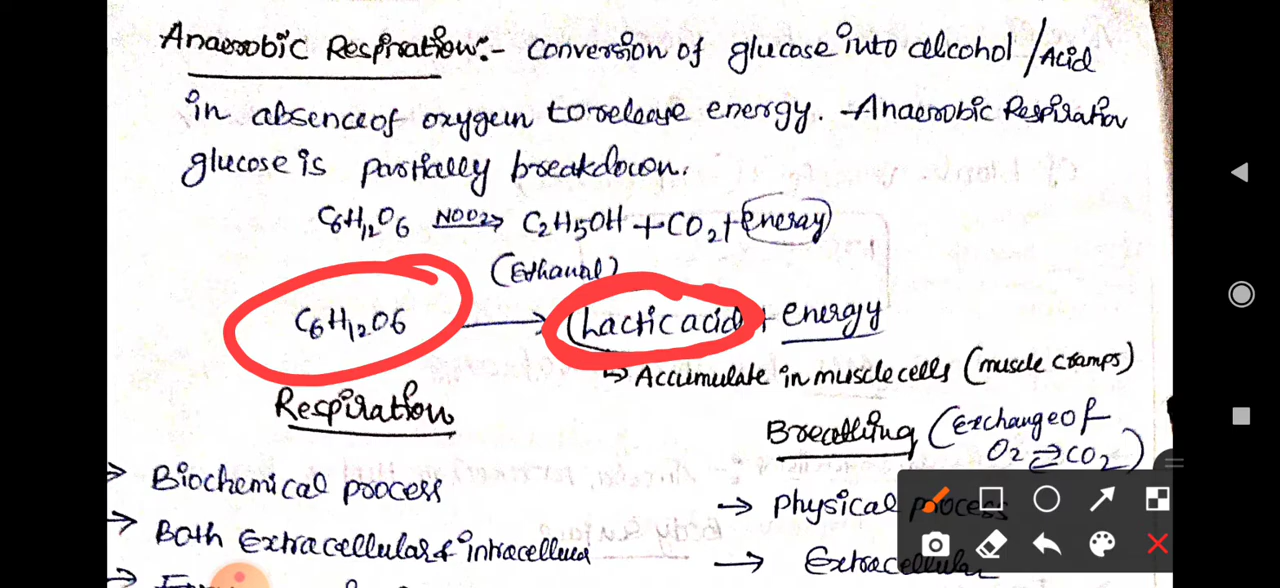 Anaerobic Respiration:- conversion of glucose into alcohol / Acid
in absence of oxygen to release energy. - Anaerobic Respiration
glucose is partially breakdown.
C6H12O6 NO O2→ C2H5OH + CO2 + energy
(Ethanal)
C6H12O6 → (Lactic acid + energy
↳ Accumulate in muscle cells (muscle cramps)
Respiration
Breathing (Exchange of
O2 ⇄ CO2)
→ Biochemical process
→ Physical process
→ Both Extracellular &
→ Extracellular